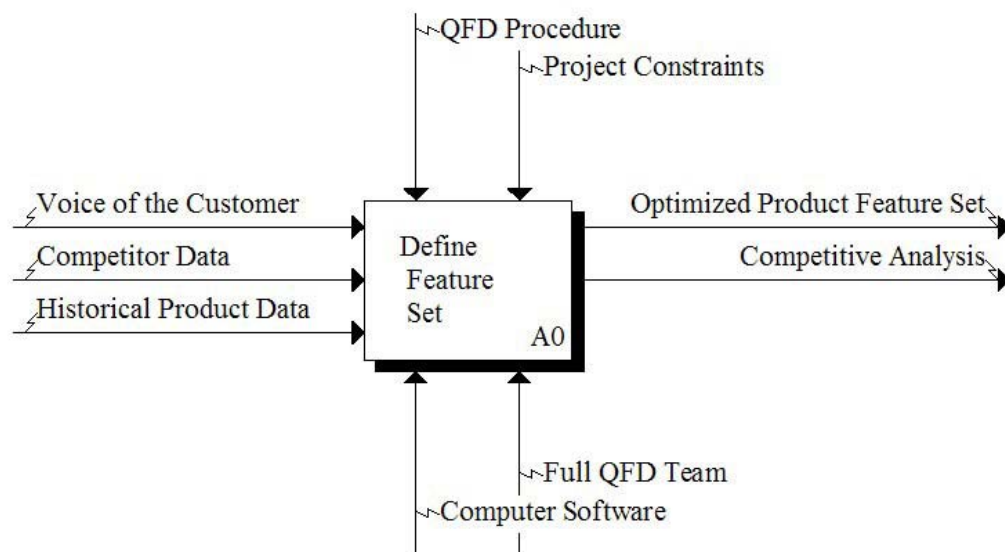 QFD Procedure
Project Constraints
Voice of the Customer
Competitor Data
Historical Product Data
Define
Feature
Set
A0
Optimized Product Feature Set
Competitive Analysis
Full QFD Team
Computer Software